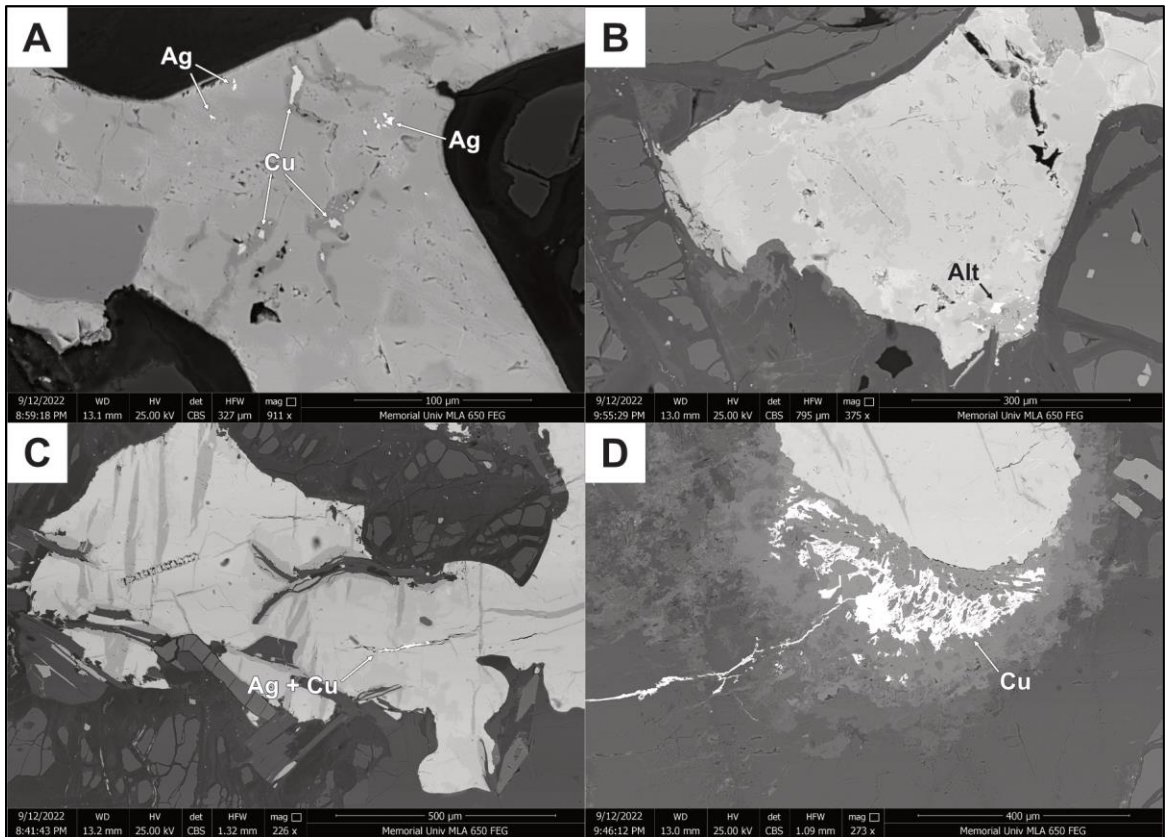 A
Ag
Ag
Cu
9/12/2022 WD HV det HFW mag □ 100 µm
8:59:18 PM 13.1 mm 25.00 kV CBS 327 µm 911 x Memorial Univ MLA 650 FEG
B
Alt
9/12/2022 WD HV det HFW mag □ 300 µm
9:55:29 PM 13.0 mm 25.00 kV CBS 795 µm 375 x Memorial Univ MLA 650 FEG
C
Ag + Cu
9/12/2022 WD HV det HFW mag □ 500 µm
8:41:43 PM 13.2 mm 25.00 kV CBS 1.32 mm 226 x Memorial Univ MLA 650 FEG
D
Cu
9/12/2022 WD HV det HFW mag □ 400 µm
9:46:12 PM 13.0 mm 25.00 kV CBS 1.09 mm 273 x Memorial Univ MLA 650 FEG